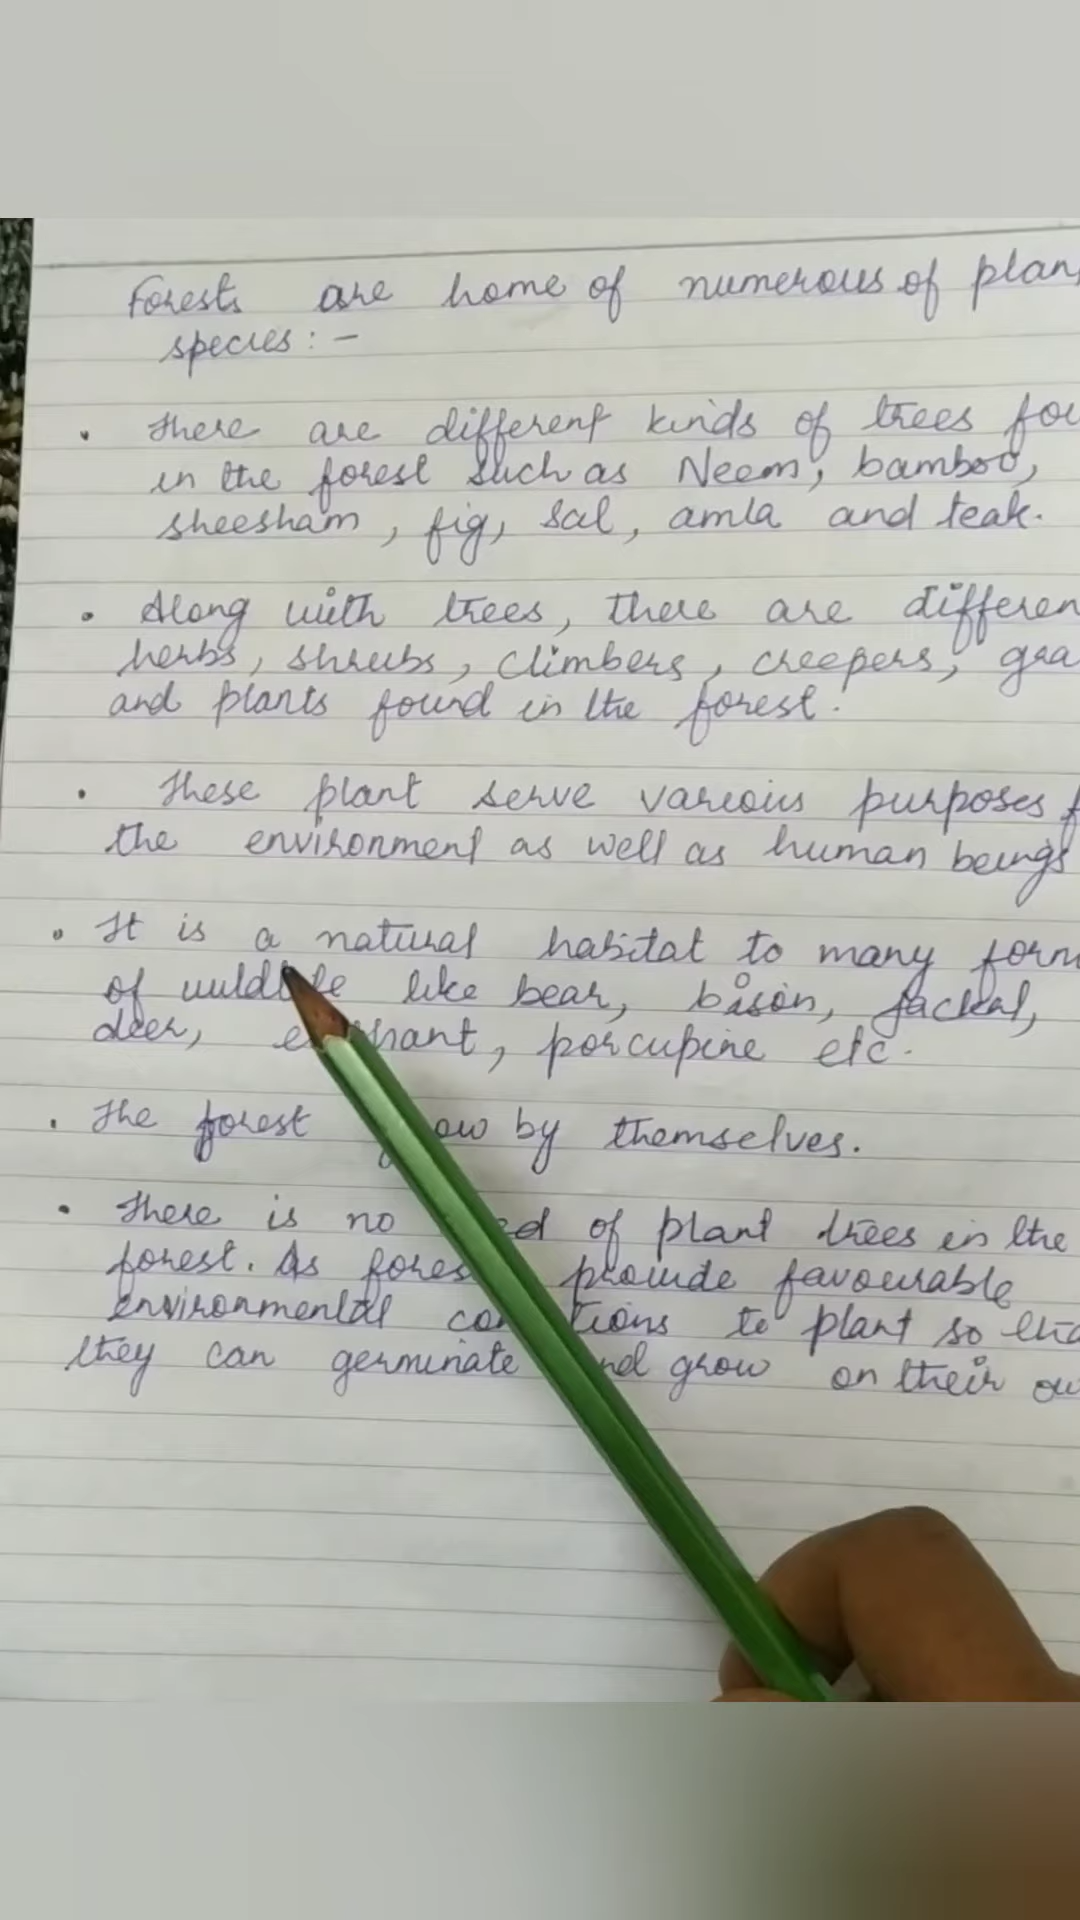 Forests are home of numerous of plan
species:-
• There are different kinds of trees fou
in the forest such as Neem, bamboo,
sheesham, fig, sal, amla and teak.
• Along with trees, there are differen
herbs, shrubs, climbers, creepers, gra
and plants found in the forest.
• These plant serve various purposes f
the environment as well as human beings
• It is a natural habitat to many form
of wildlife like bear, bison, jackal,
deer, porcupine etc.
• The forest by themselves.
• There is no of plant trees in the
forest. As provide favourable
environmental to plant so tha
they can germinate grow on their ow